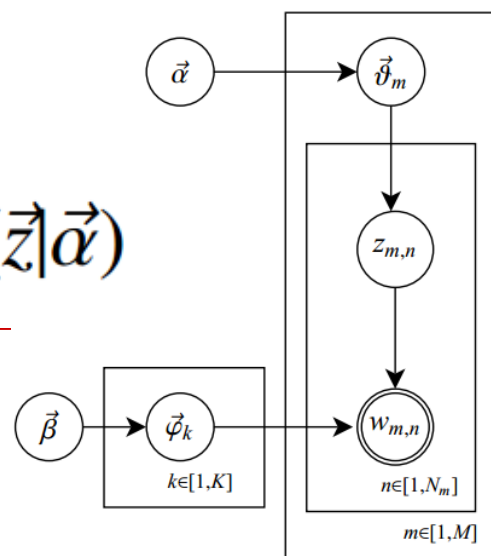 α⃗ ϑ⃗ₘ
z⃗|α⃗)
zₘ,ₙ
β⃗ φ⃗ₖ wₘ,ₙ
k∈[1,K] n∈[1,Nₘ]
m∈[1,M]